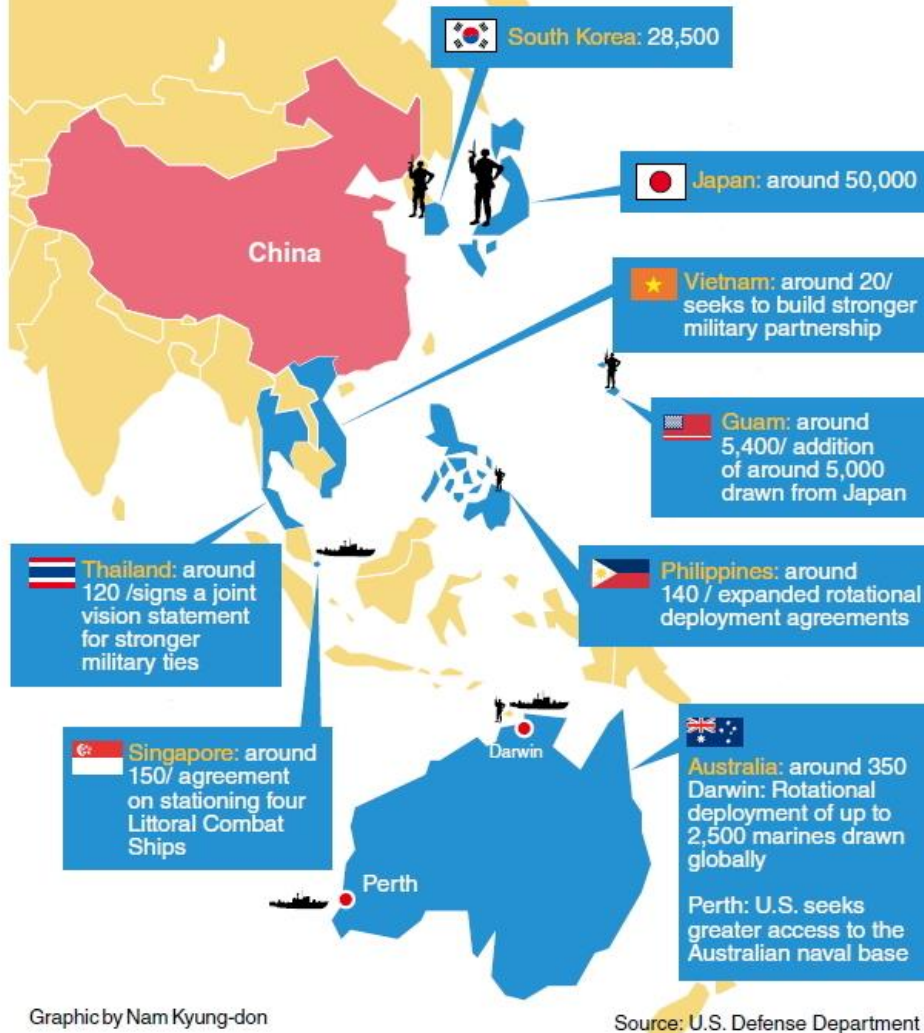 South Korea: 28,500
Japan: around 50,000
China
Vietnam: around 20/
seeks to build stronger
military partnership
Guam: around
5,400/ addition
of around 5,000
drawn from Japan
Thailand: around
120 /signs a joint
vision statement
for stronger
military ties
Philippines: around
140 / expanded rotational
deployment agreements
Singapore: around
150/ agreement
on stationing four
Littoral Combat
Ships
Darwin
Perth
Australia: around 350
Darwin: Rotational
deployment of up to
2,500 marines drawn
globally
Perth: U.S. seeks
greater access to the
Australian naval base
Graphic by Nam Kyung-don
Source: U.S. Defense Department